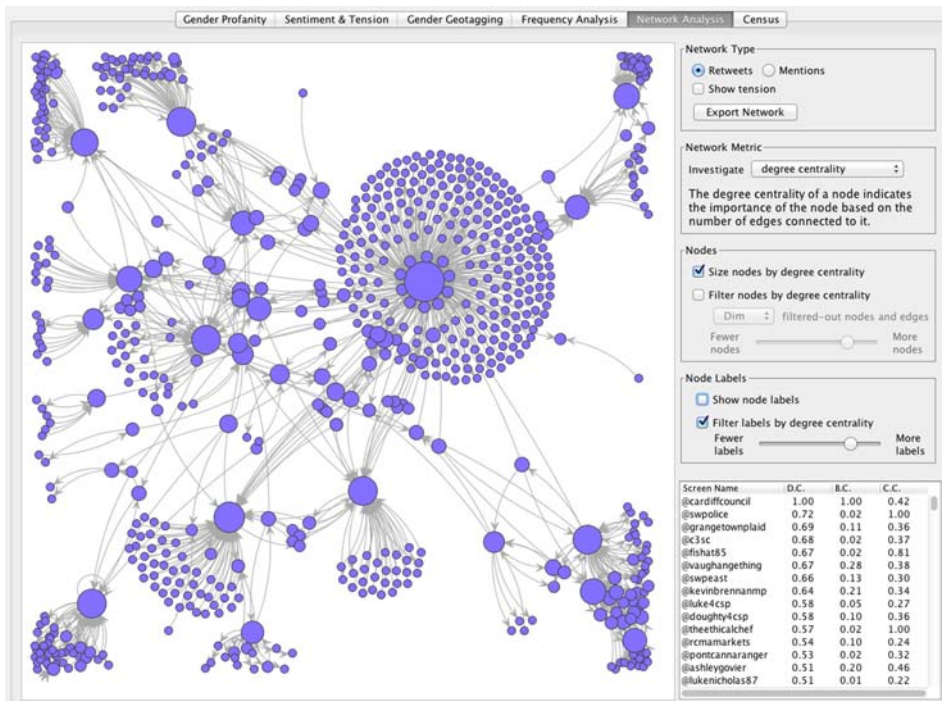 Gender Profanity Sentiment & Tension Gender Geotagging Frequency Analysis Network Analysis Census
Network Type
Retweets Mentions
Show tension
Export Network
Network Metric
Investigate degree centrality
The degree centrality of a node indicates
the importance of the node based on the
number of edges connected to it.
Nodes
Size nodes by degree centrality
Filter nodes by degree centrality
Dim filtered-out nodes and edges
Fewer nodes More nodes
Node Labels
Show node labels
Filter labels by degree centrality
Fewer labels More labels
Screen Name D.C. B.C. C.C.
@cardiffcouncil 1.00 1.00 0.42
@swpolice 0.72 0.02 1.00
@grangetownplaid 0.69 0.11 0.36
@c3sc 0.68 0.02 0.37
@fishat85 0.67 0.02 0.81
@vaughangething 0.67 0.28 0.38
@swpeast 0.66 0.13 0.30
@kevinbrennanmp 0.64 0.21 0.34
@luke4csp 0.58 0.05 0.27
@doughty4csp 0.58 0.10 0.36
@theethicalchef 0.57 0.02 1.00
@rcmamarkets 0.54 0.10 0.24
@pontcannaranger 0.53 0.02 0.32
@ashleygovier 0.51 0.20 0.46
@lukenicholas87 0.51 0.01 0.22